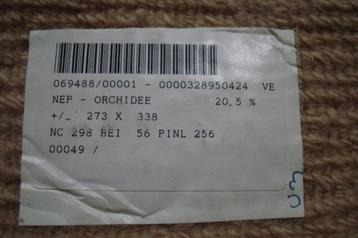 069488/00001 - 0000328950424 VE
NEP - ORCHIDEE 20,5 %
+/_ 273 X 338
NC 298 BEI 56 PINL 256
00049 /